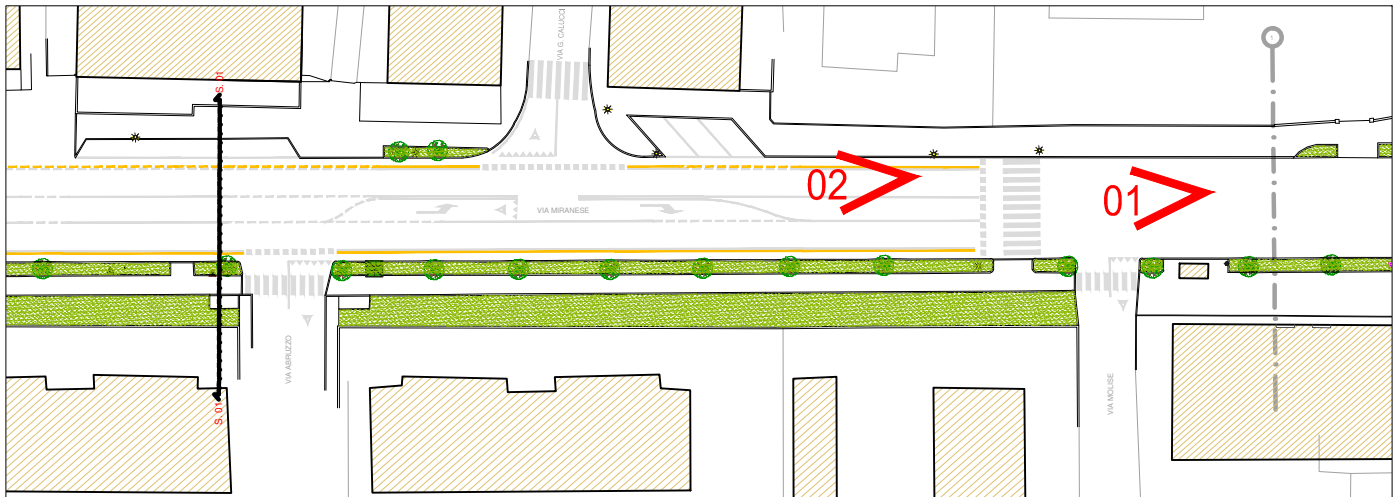 S. 01
VIA G. CALUCCI
02
01
VIA MIRANESE
VIA ABRUZZO
VIA MOLISE
S. 01